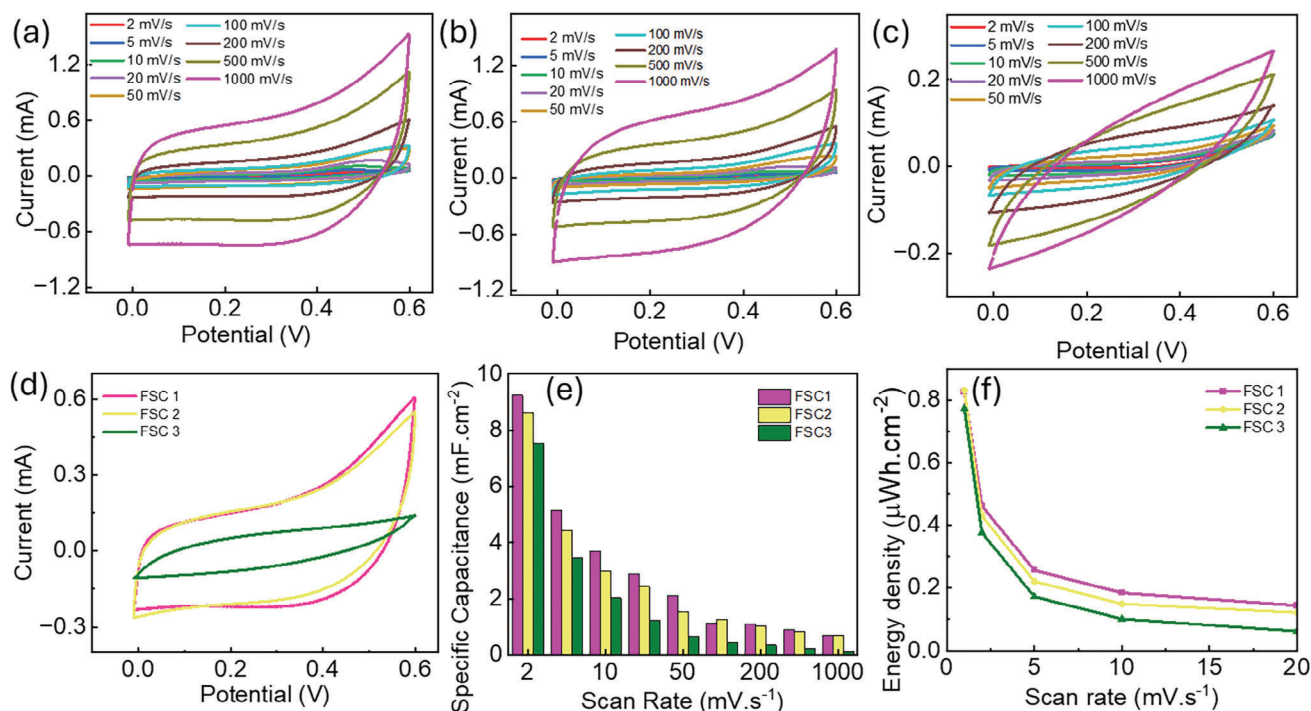 (a)
2 mV/s
5 mV/s
10 mV/s
20 mV/s
50 mV/s
100 mV/s
200 mV/s
500 mV/s
1000 mV/s
Current (mA)
1.2
0.6
0.0
−0.6
−1.2
0.0 0.2 0.4 0.6
Potential (V)
(b)
2 mV/s
5 mV/s
10 mV/s
20 mV/s
50 mV/s
100 mV/s
200 mV/s
500 mV/s
1000 mV/s
Current (mA)
1.2
0.6
0.0
−0.6
−1.2
0.0 0.2 0.4 0.6
Potential (V)
(c)
2 mV/s
5 mV/s
10 mV/s
20 mV/s
50 mV/s
100 mV/s
200 mV/s
500 mV/s
1000 mV/s
Current (mA)
0.2
0.0
−0.2
0.0 0.2 0.4 0.6
Potential (V)
(d)
FSC 1
FSC 2
FSC 3
Current (mA)
0.6
0.3
0.0
−0.3
0.0 0.2 0.4 0.6
Potential (V)
(e)
FSC1
FSC2
FSC3
Specific Capacitance (mF.cm⁻²)
10
8
6
4
2
0
2 10 50 200 1000
Scan Rate (mV.s⁻¹)
(f)
FSC 1
FSC 2
FSC 3
Energy density (μWh.cm⁻²)
0.8
0.6
0.4
0.2
0.0
5 10 15 20
Scan rate (mV.s⁻¹)